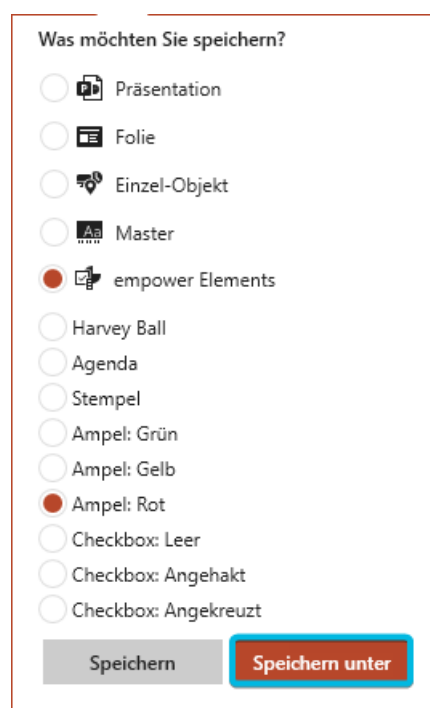 Was möchten Sie speichern?
Präsentation
Folie
Einzel-Objekt
Aa Master
empower Elements
Harvey Ball
Agenda
Stempel
Ampel: Grün
Ampel: Gelb
Ampel: Rot
Checkbox: Leer
Checkbox: Angehakt
Checkbox: Angekreuzt
Speichern Speichern unter